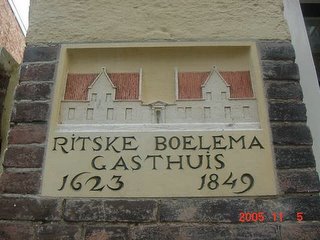 RITSKE BOELEMA
GASTHUIS
1623 1849
2005 11 5